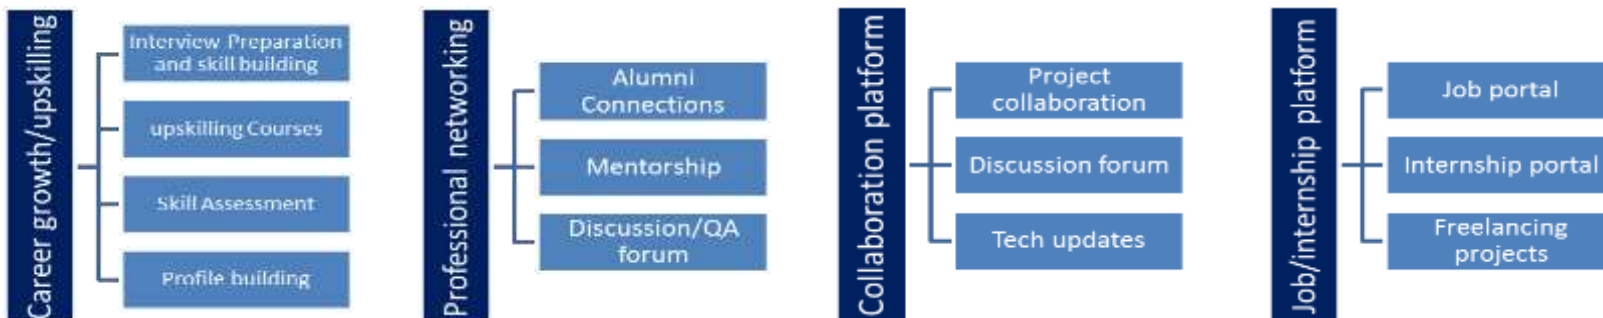 Career growth/upskilling
Interview Preparation
and skill building
upskilling Courses
Skill Assessment
Profile building
Professional networking
Alumni
Connections
Mentorship
Discussion/QA
forum
Collaboration platform
Project
collaboration
Discussion forum
Tech updates
Job/internship platform
Job portal
Internship portal
Freelancing
projects